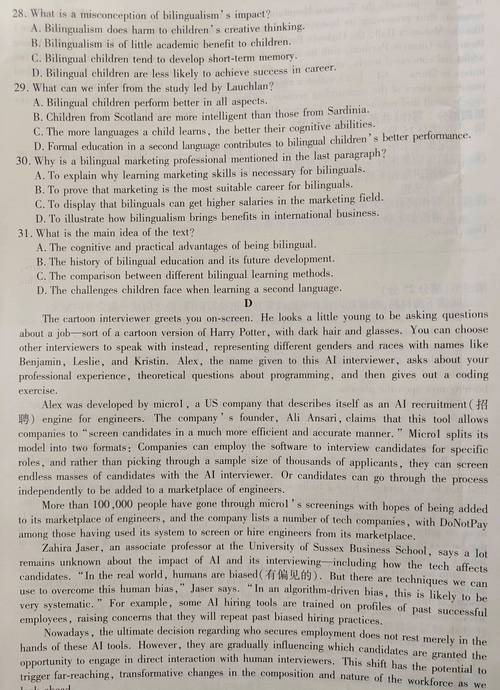 28. What is a misconception of bilingualism's impact?
A. Bilingualism does harm to children's creative thinking.
B. Bilingualism is of little academic benefit to children.
C. Bilingual children tend to develop short-term memory.
D. Bilingual children are less likely to achieve success in career.
29. What can we infer from the study led by Lauchlan?
A. Bilingual children perform better in all aspects.
B. Children from Scotland are more intelligent than those from Sardinia.
C. The more languages a child learns, the better their cognitive abilities.
D. Formal education in a second language contributes to bilingual children's better performance.
30. Why is a bilingual marketing professional mentioned in the last paragraph?
A. To explain why learning marketing skills is necessary for bilinguals.
B. To prove that marketing is the most suitable career for bilinguals.
C. To display that bilinguals can get higher salaries in the marketing field.
D. To illustrate how bilingualism brings benefits in international business.
31. What is the main idea of the text?
A. The cognitive and practical advantages of being bilingual.
B. The history of bilingual education and its future development.
C. The comparison between different bilingual learning methods.
D. The challenges children face when learning a second language.
D
The cartoon interviewer greets you on-screen. He looks a little young to be asking questions
about a job—sort of a cartoon version of Harry Potter, with dark hair and glasses. You can choose
other interviewers to speak with instead, representing different genders and races with names like
Benjamin, Leslie, and Kristin. Alex, the name given to this AI interviewer, asks about your
professional experience, theoretical questions about programming, and then gives out a coding
exercise.
Alex was developed by micro1, a US company that describes itself as an AI recruitment(招
聘) engine for engineers. The company's founder, Ali Ansari, claims that this tool allows
companies to "screen candidates in a much more efficient and accurate manner." Micro1 splits its
model into two formats: Companies can employ the software to interview candidates for specific
roles, and rather than picking through a sample size of thousands of applicants, they can screen
endless masses of candidates with the AI interviewer. Or candidates can go through the process
independently to be added to a marketplace of engineers.
More than 100,000 people have gone through micro1's screenings with hopes of being added
to its marketplace of engineers, and the company lists a number of tech companies, with DoNotPay
among those having used its system to screen or hire engineers from its marketplace.
Zahira Jaser, an associate professor at the University of Sussex Business School, says a lot
remains unknown about the impact of AI and its interviewing—including how the tech affects
candidates. "In the real world, humans are biased(有偏见的). But there are techniques we can
use to overcome this human bias," Jaser says. "In an algorithm-driven bias, this is likely to be
very systematic." For example, some AI hiring tools are trained on profiles of past successful
employees, raising concerns that they will repeat past biased hiring practices.
Nowadays, the ultimate decision regarding who secures employment does not rest merely in the
hands of these AI tools. However, they are gradually influencing which candidates are granted the
opportunity to engage in direct interaction with human interviewers. This shift has the potential to
trigger far-reaching, transformative changes in the composition and nature of the workforce as we